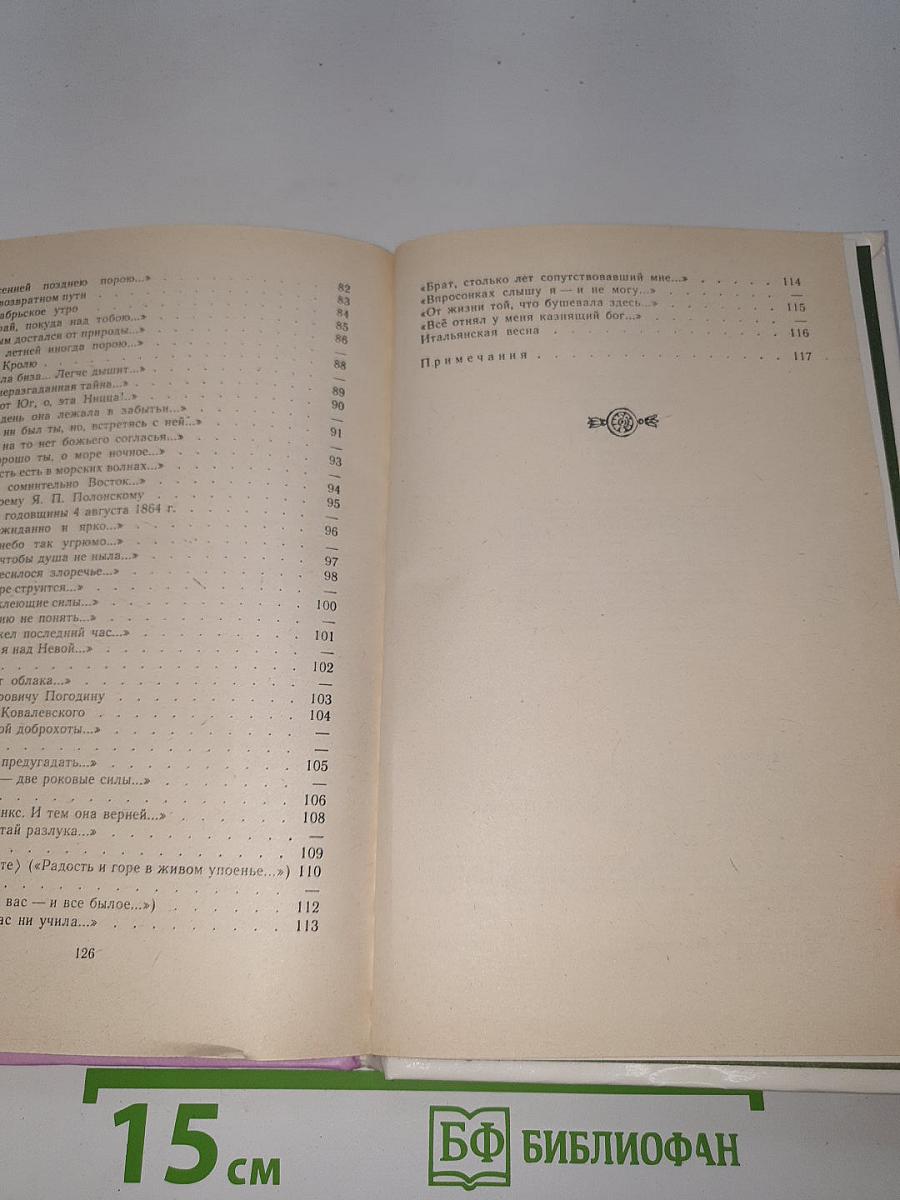 сенней позднею порою...» 82
возвратном пути 83
абрьское утро 84
рай, покуда над тобою...» 85
ым достался от природы...» 86
летней иногда порою...» —
Кролю 88
ла биза... Легче дышит...» —
неразгаданная тайна...» 89
от Юг, о, эта Ницца!..» 90
день она лежала в забытьи...» —
ни был ты, но, встретясь с ней...» 91
на то нет божьего согласья...» —
рошо ты, о море ночное...» 93
сть есть в морских волнах...» —
сомнительно Восток...» 94
рему Я. П. Полонскому 95
годовщины 4 августа 1864 г. —
жиданно и ярко...» 96
небо так угрюмо...» —
чтобы душа не ныла...» 97
есилося злоречье...» 98
ре струится...» —
клеющие силы...» 100
ию не понять...» —
жел последний час...» 101
я над Невой...» —
102
т облака...» —
ровичу Погодину 103
Ковалевского 104
ой доброхоты...» —
—
предугадать...» 105
— две роковые силы...» —
106
нкс. И тем она верней...» 108
тай разлука...» —
109
те⟩ («Радость и горе в живом упоенье...») 110
—
вас — и все былое...») 112
ас ни учила...» 113
126
«Брат, столько лет сопутствовавший мне...» 114
«Впросонках слышу я — и не могу...» —
«От жизни той, что бушевала здесь...» 115
«Всё отнял у меня казнящий бог...» —
Итальянская весна 116
Примечания 117
15 см
БФ БИБЛИОФАН